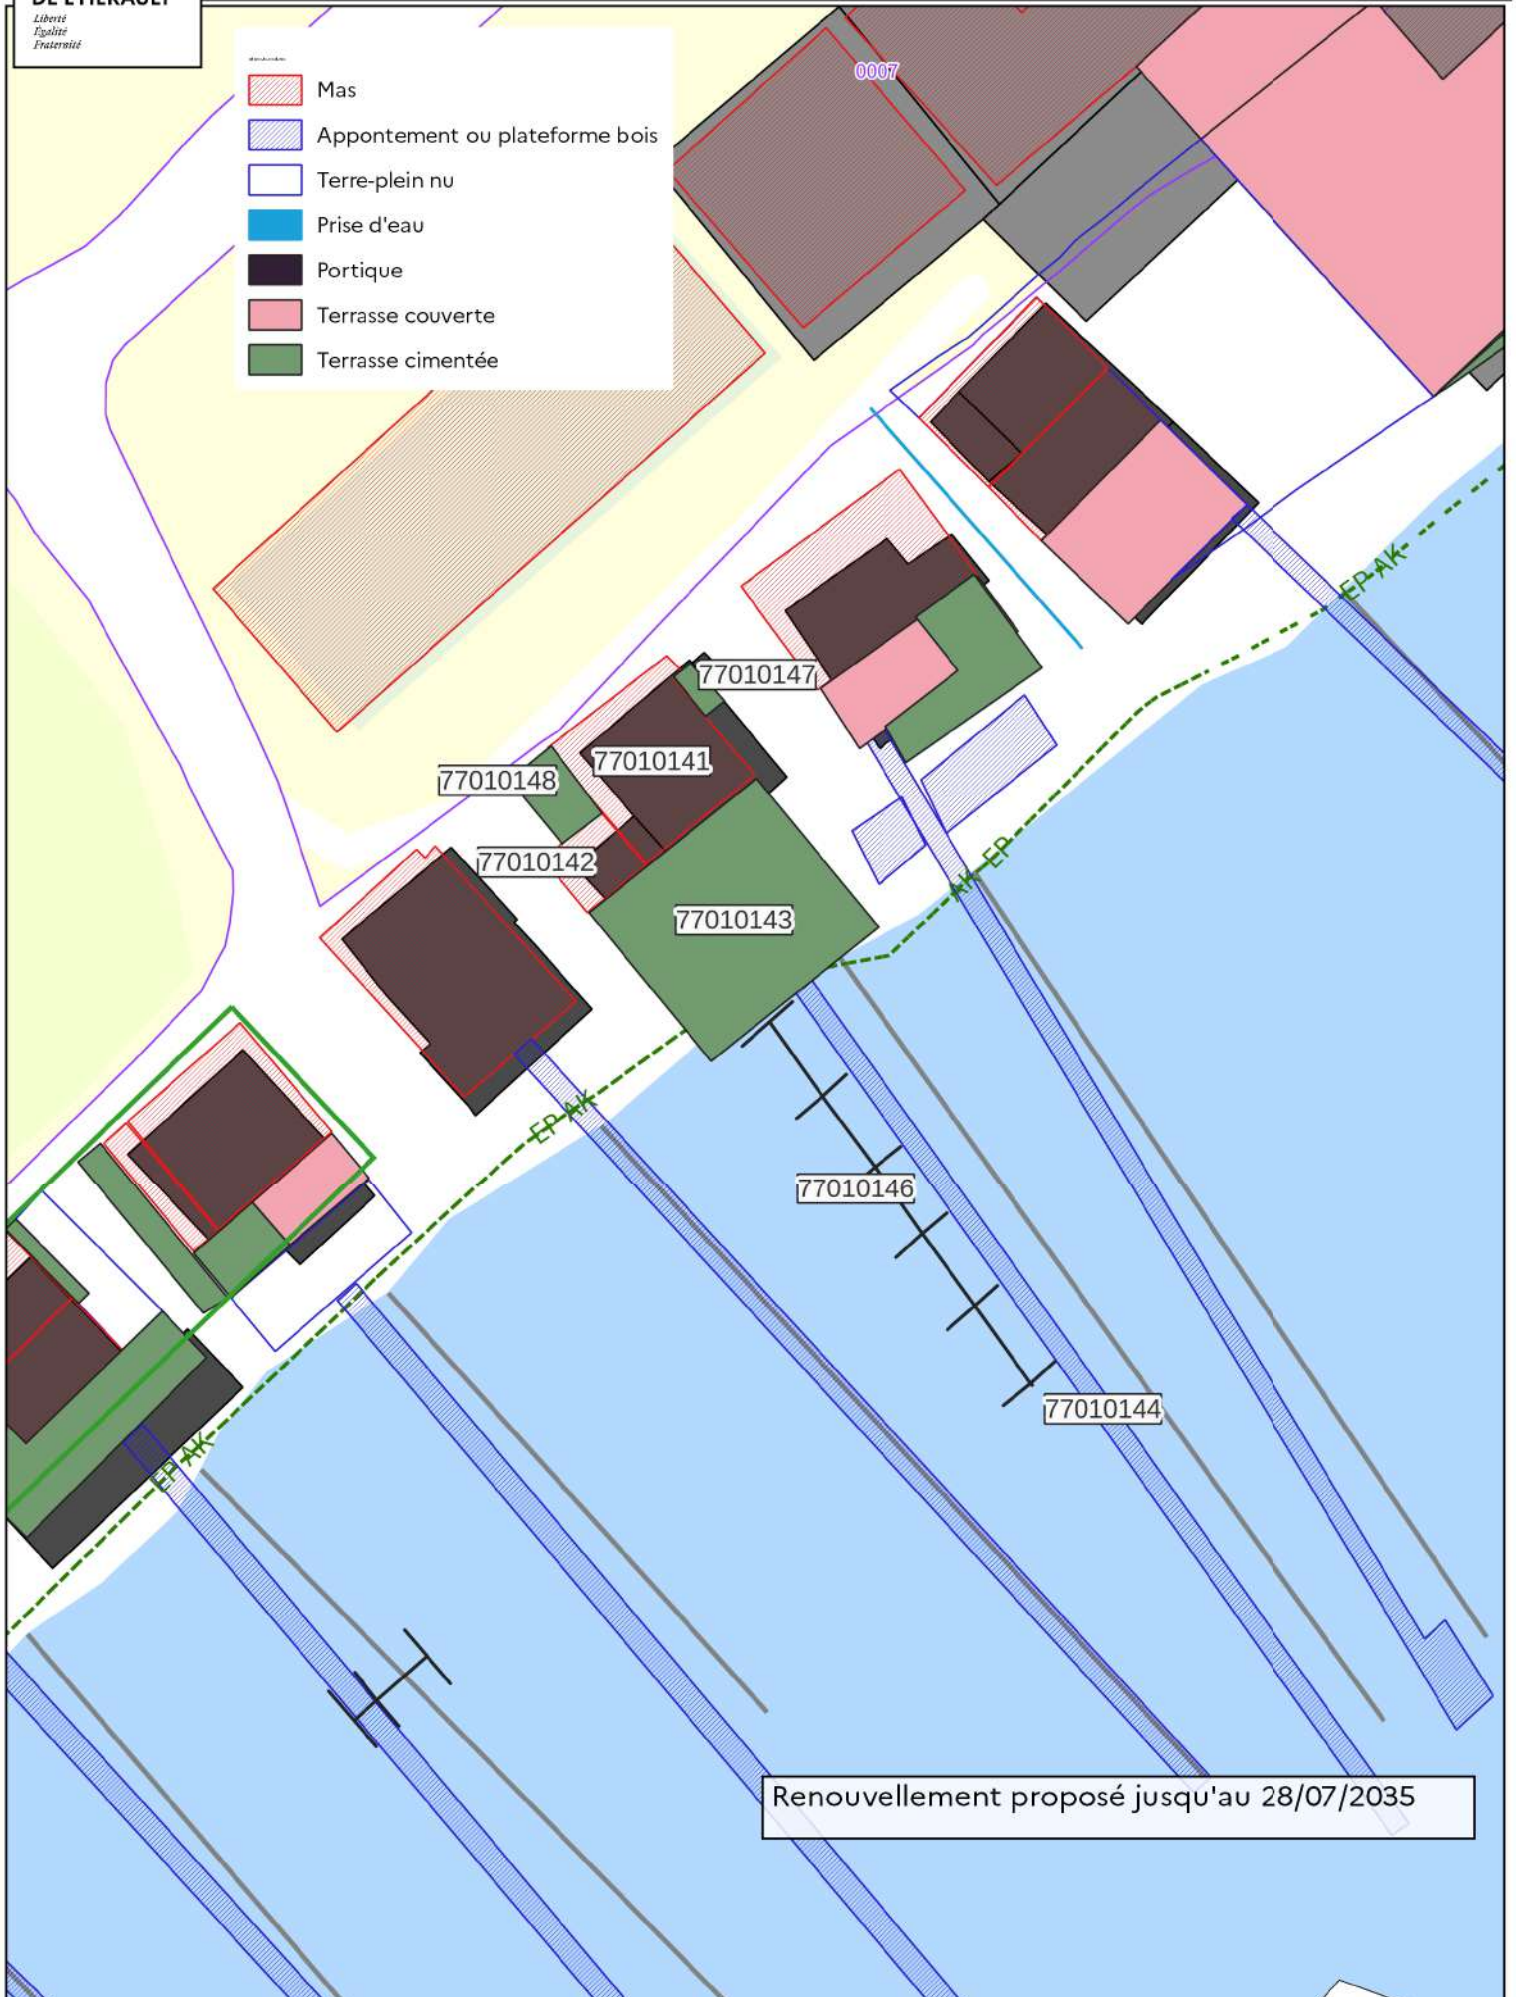 DE L'HÉRAULT
Liberté
Égalité
Fraternité
0007
Mas
Appontement ou plateforme bois
Terre-plein nu
Prise d'eau
Portique
Terrasse couverte
Terrasse cimentée
EP AK
77010147
77010141
77010148
77010142
AK EP
77010143
EP AK
77010146
77010144
EP AK
Renouvellement proposé jusqu'au 28/07/2035